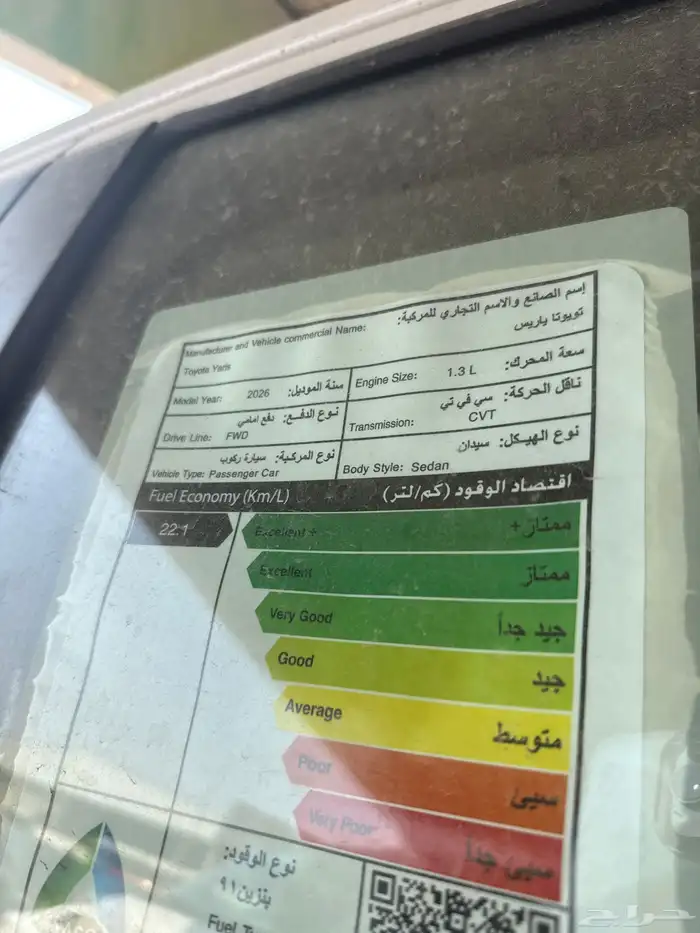 إسم الصانع والاسم التجاري للمركبة:
Manufacturer and Vehicle commercial Name:
تويوتا ياريس
Toyota Yaris
Model Year: 2026 سنة الموديل:
Engine Size: 1.3 L سعة المحرك:
Drive Line: FWD نوع الدفع: دفع امامي
Transmission: CVT ناقل الحركة: سي في تي
Vehicle Type: Passenger Car نوع المركبة: سيارة ركوب
Body Style: Sedan نوع الهيكل: سيدان
Fuel Economy (Km/L) اقتصاد الوقود (كم/لتر)
22.1
Excellent + ممتاز+
Excellent ممتاز
Very Good جيد جداً
Good جيد
Average متوسط
Poor سيئ
Very Poor سيئ جداً
نوع الوقود:
بنزين ٩١
Fuel
حراج